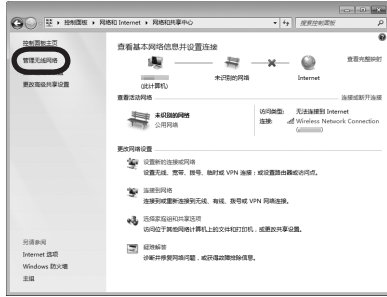 控制面板 ▸ 网络和 Internet ▸ 网络和共享中心
搜索控制面板
控制面板主页
管理无线网络
更改高级共享设置
查看基本网络信息并设置连接
查看完整映射
(此计算机)
未识别的网络
Internet
查看活动网络
连接或断开连接
未识别的网络
公用网络
访问类型:
无法连接到 Internet
连接:
Wireless Network Connection
更改网络设置
设置新的连接或网络
设置无线、宽带、拨号、临时或 VPN 连接；或设置路由器或访问点。
连接到网络
连接到或重新连接到无线、有线、拨号或 VPN 网络连接。
选择家庭组和共享选项
访问位于其他网络计算机上的文件和打印机，或更改共享设置。
疑难解答
诊断并修复网络问题，或获得故障排除信息。
另请参阅
Internet 选项
Windows 防火墙
主组